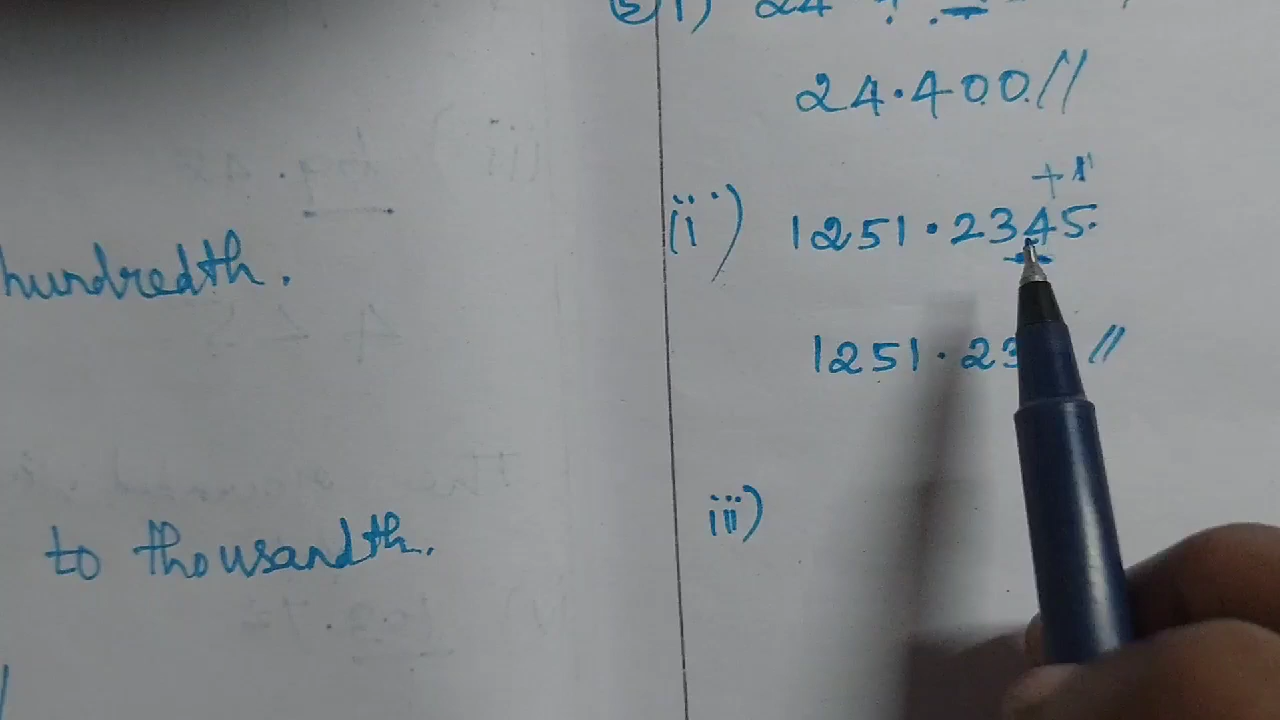 hundredth.
to thousandth.
24.400//
+1
(ii) 1251.2345
1251.23 //
iii)